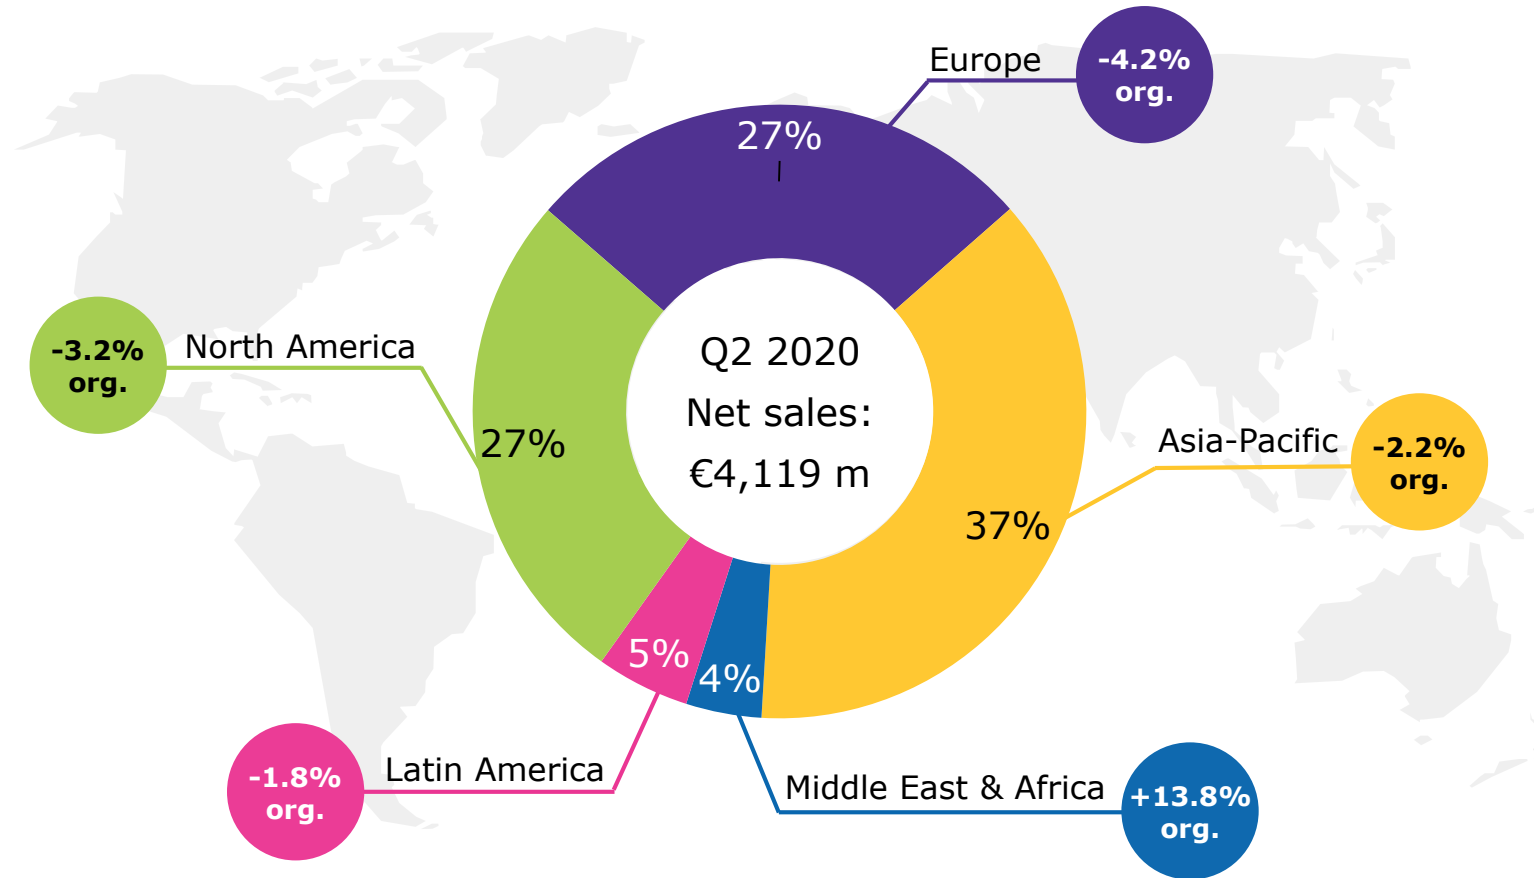 Europe
-4.2%
org.
27%
North America
-3.2%
org.
27%
Q2 2020
Net sales:
€4,119 m
Asia-Pacific
-2.2%
org.
37%
5%
4%
Latin America
-1.8%
org.
Middle East & Africa
+13.8%
org.